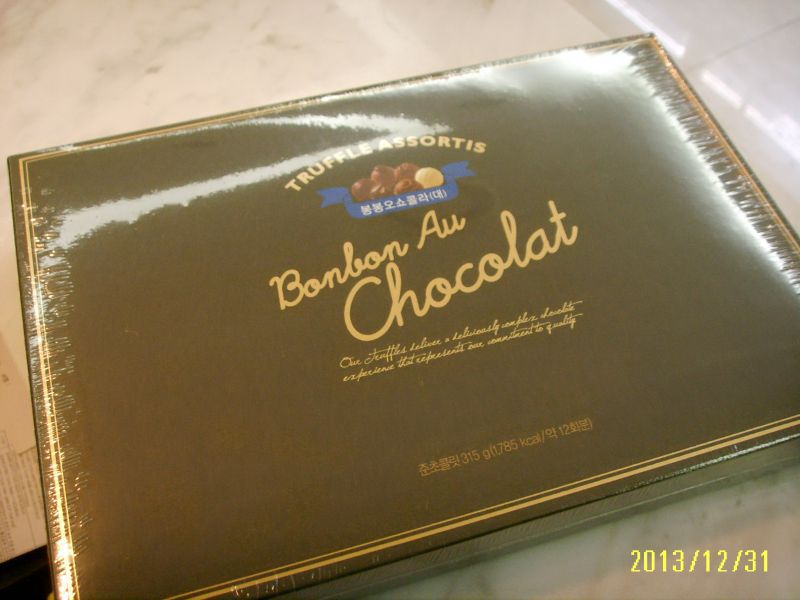 TRUFFLE ASSORTIS
봉봉오쇼콜라(대)
Bonbon Au
Chocolat
Our Truffles deliver a deliciously complex chocolate
experience that represents our commitment to quality
준초콜릿 315 g (1,785 kcal/약 12회분)
2013/12/31